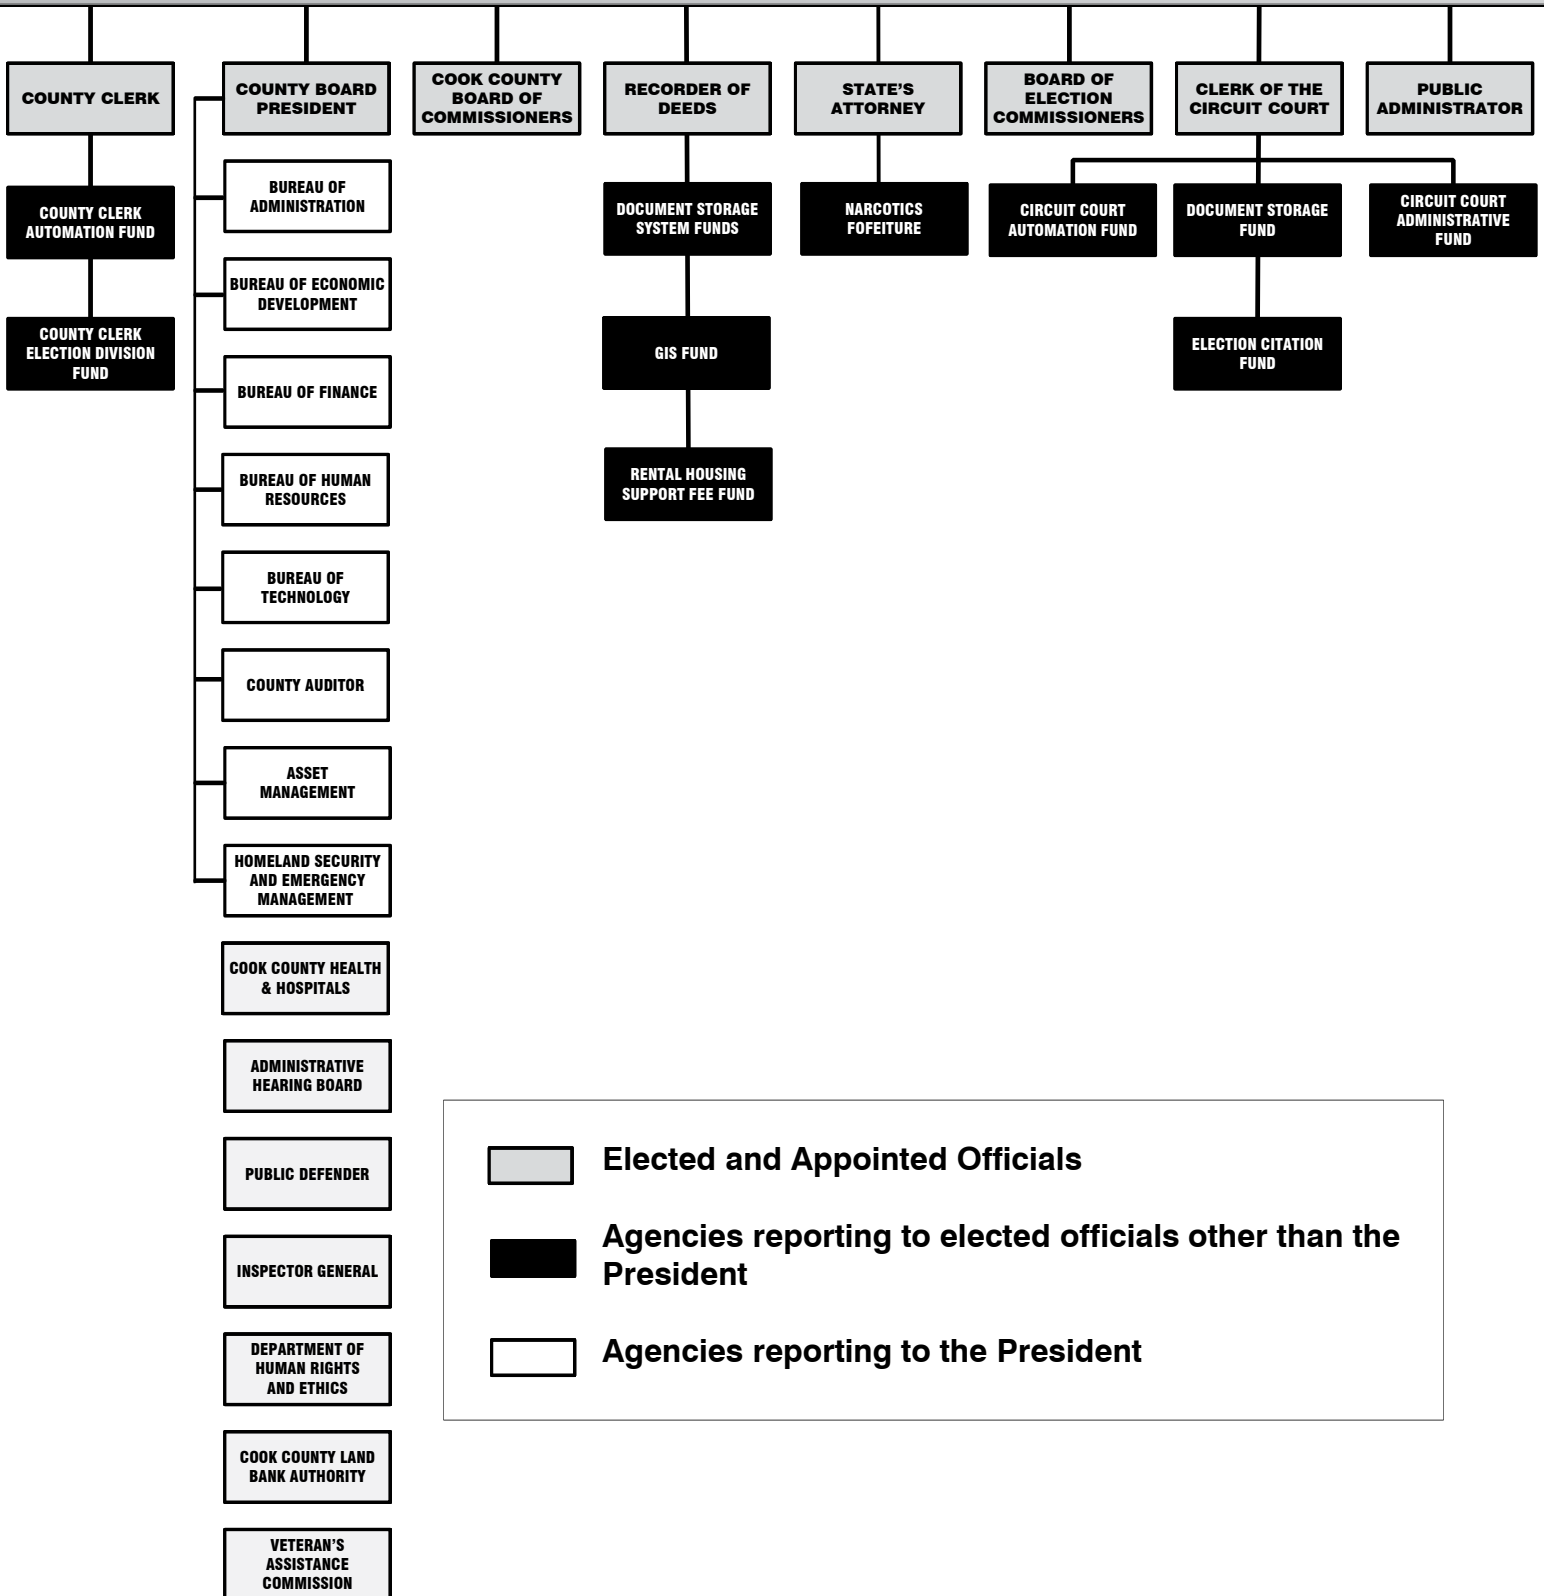 COUNTY CLERK
COUNTY BOARD
PRESIDENT
COOK COUNTY
BOARD OF
COMMISSIONERS
RECORDER OF
DEEDS
STATE’S
ATTORNEY
BOARD OF
ELECTION
COMMISSIONERS
CLERK OF THE
CIRCUIT COURT
PUBLIC
ADMINISTRATOR
COUNTY CLERK
AUTOMATION FUND
COUNTY CLERK
ELECTION DIVISION
FUND
BUREAU OF
ADMINISTRATION
BUREAU OF ECONOMIC
DEVELOPMENT
BUREAU OF FINANCE
BUREAU OF HUMAN
RESOURCES
BUREAU OF
TECHNOLOGY
COUNTY AUDITOR
ASSET
MANAGEMENT
HOMELAND SECURITY
AND EMERGENCY
MANAGEMENT
COOK COUNTY HEALTH
& HOSPITALS
ADMINISTRATIVE
HEARING BOARD
PUBLIC DEFENDER
INSPECTOR GENERAL
DEPARTMENT OF
HUMAN RIGHTS
AND ETHICS
COOK COUNTY LAND
BANK AUTHORITY
VETERAN’S
ASSISTANCE
COMMISSION
DOCUMENT STORAGE
SYSTEM FUNDS
GIS FUND
RENTAL HOUSING
SUPPORT FEE FUND
NARCOTICS
FOFEITURE
CIRCUIT COURT
AUTOMATION FUND
DOCUMENT STORAGE
FUND
ELECTION CITATION
FUND
CIRCUIT COURT
ADMINISTRATIVE
FUND
Elected and Appointed Officials
Agencies reporting to elected officials other than the
President
Agencies reporting to the President